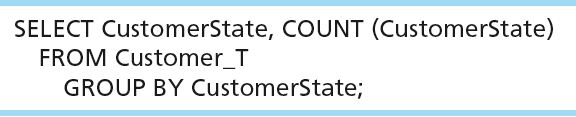 SELECT CustomerState, COUNT (CustomerState)
FROM Customer_T
GROUP BY CustomerState;